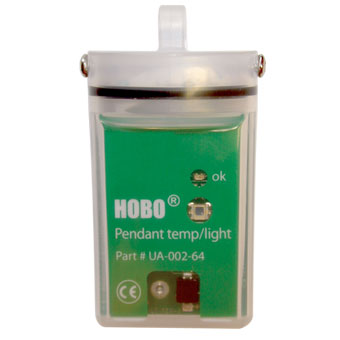 ok
HOBO®
Pendant temp/light
Part # UA-002-64
CE